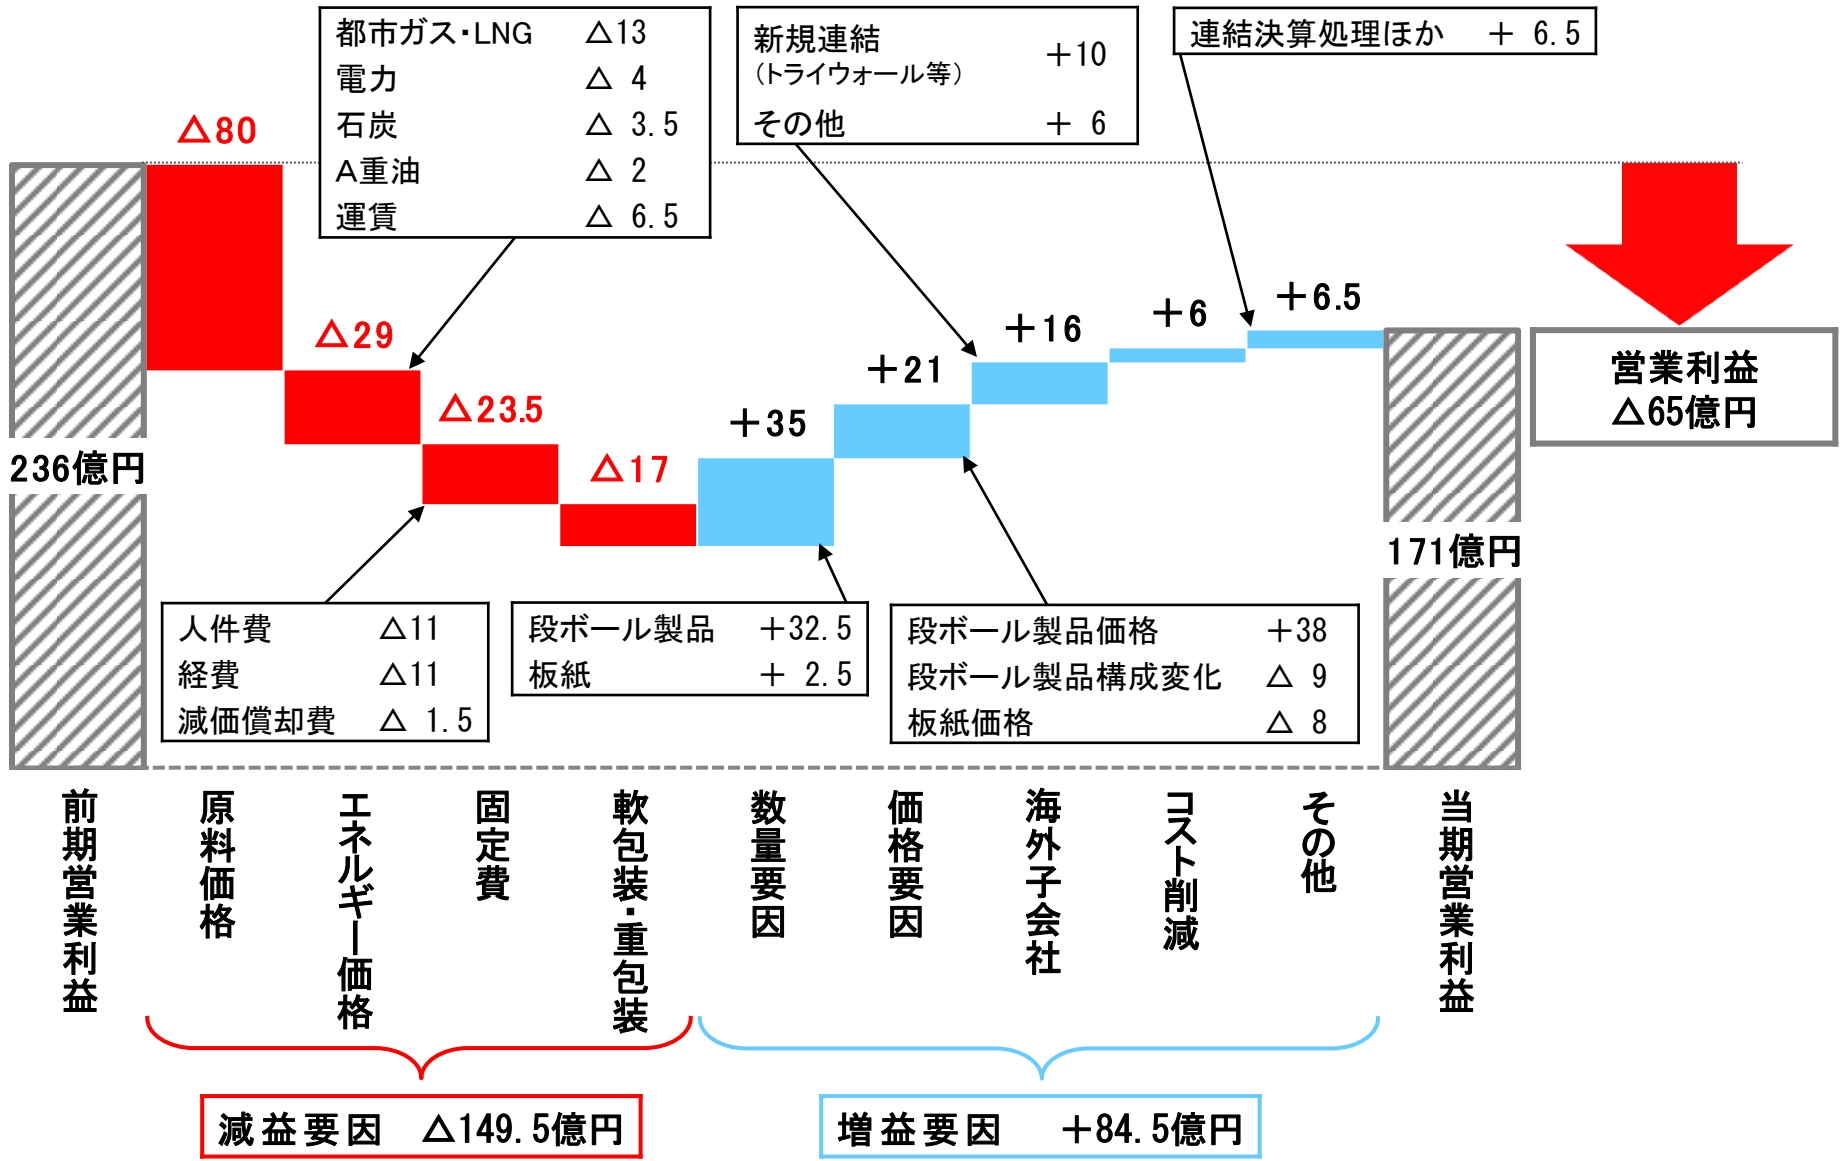 都市ガス・LNG △13
電力 △ 4
石炭 △ 3.5
A重油 △ 2
運賃 △ 6.5
新規連結
(トライウォール等) +10
その他 + 6
連結決算処理ほか + 6.5
△80
△29
△23.5
△17
+35
+21
+16
+6
+6.5
236億円
171億円
営業利益
△65億円
人件費 △11
経費 △11
減価償却費 △ 1.5
段ボール製品 +32.5
板紙 + 2.5
段ボール製品価格 +38
段ボール製品構成変化 △ 9
板紙価格 △ 8
前期営業利益
原料価格
エネルギー価格
固定費
軟包装・重包装
数量要因
価格要因
海外子会社
コスト削減
その他
当期営業利益
減益要因 △149.5億円
増益要因 +84.5億円